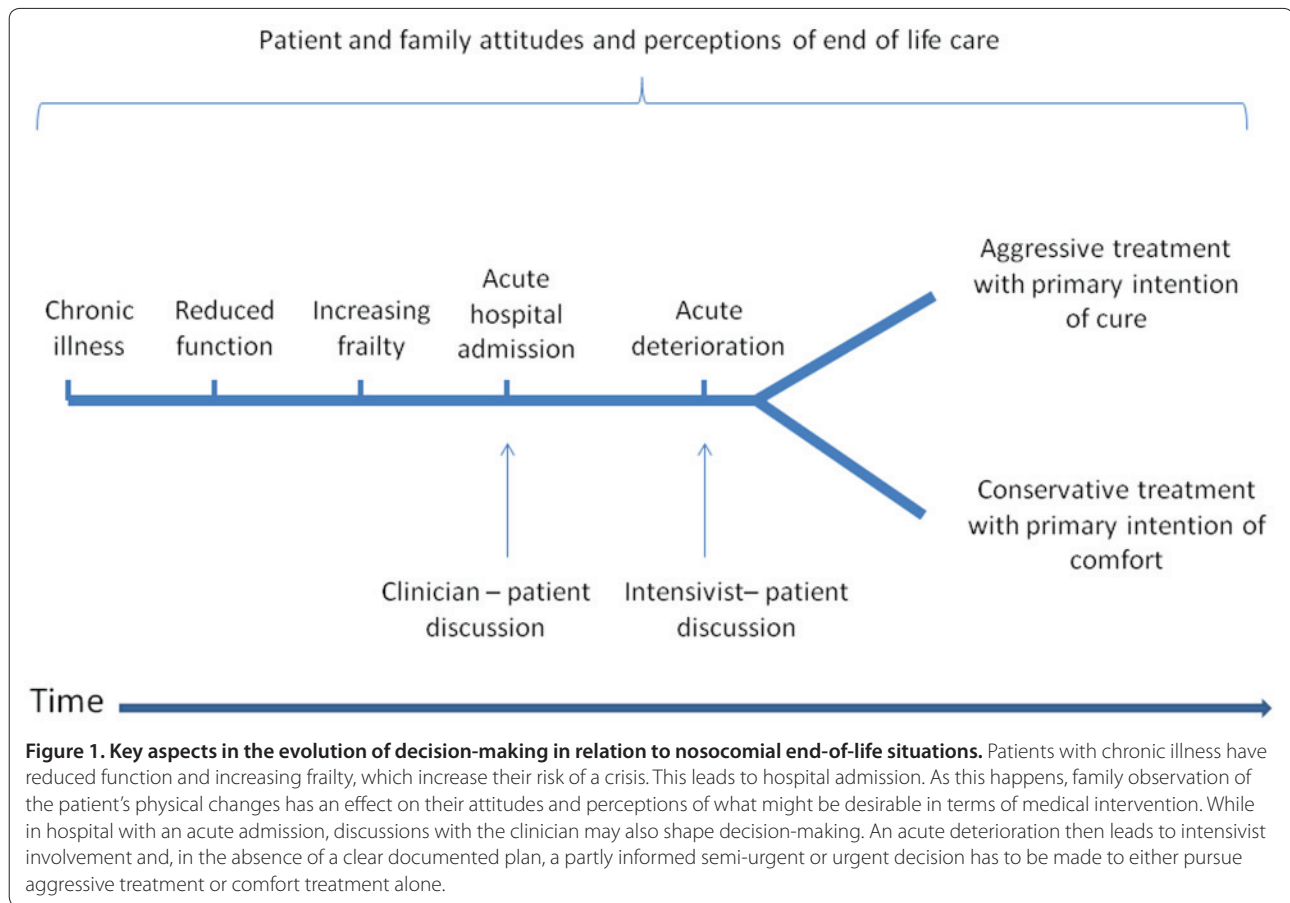 Patient and family attitudes and perceptions of end of life care
Chronic
illness
Reduced
function
Increasing
frailty
Acute
hospital
admission
Acute
deterioration
Aggressive treatment
with primary intention
of cure
Conservative treatment
with primary intention of
comfort
Clinician – patient
discussion
Intensivist– patient
discussion
Time
Figure 1. Key aspects in the evolution of decision-making in relation to nosocomial end-of-life situations. Patients with chronic illness have
reduced function and increasing frailty, which increase their risk of a crisis. This leads to hospital admission. As this happens, family observation of
the patient’s physical changes has an effect on their attitudes and perceptions of what might be desirable in terms of medical intervention. While
in hospital with an acute admission, discussions with the clinician may also shape decision-making. An acute deterioration then leads to intensivist
involvement and, in the absence of a clear documented plan, a partly informed semi-urgent or urgent decision has to be made to either pursue
aggressive treatment or comfort treatment alone.